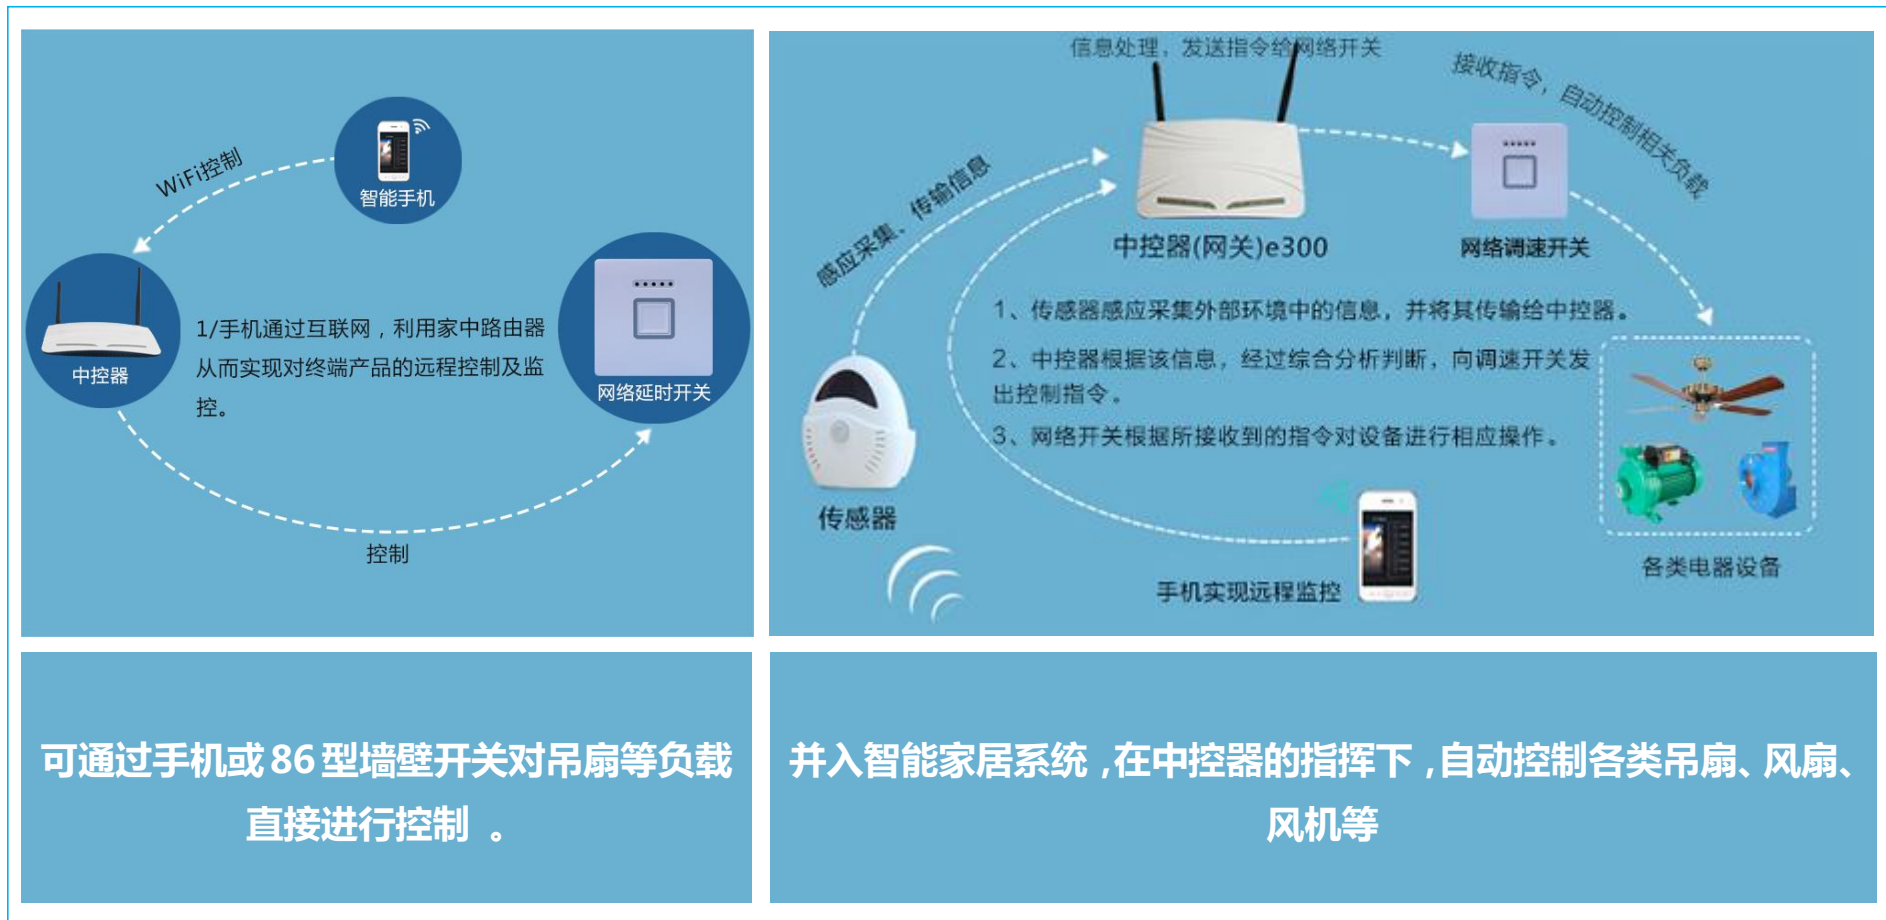 WiFi控制
智能手机
中控器
1/手机通过互联网，利用家中路由器
从而实现对终端产品的远程控制及监
控。
网络延时开关
控制
信息处理，发送指令给网络开关
接收指令，自动控制相关负载
感应采集、传输信息
中控器(网关)e300
网络调速开关
1、传感器感应采集外部环境中的信息，并将其传输给中控器。
2、中控器根据该信息，经过综合分析判断，向调速开关发
出控制指令。
3、网络开关根据所接收到的指令对设备进行相应操作。
传感器
手机实现远程监控
各类电器设备
可通过手机或86型墙壁开关对吊扇等负载
直接进行控制 。
并入智能家居系统,在中控器的指挥下,自动控制各类吊扇、风扇、
风机等